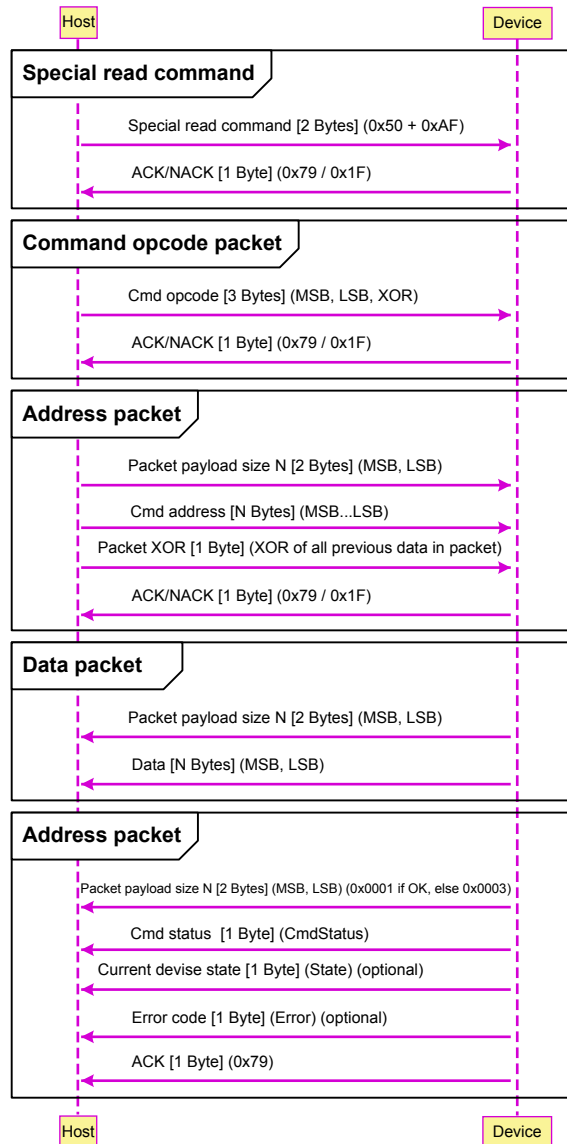 Host
Device
Special read command
Special read command [2 Bytes] (0x50 + 0xAF)
ACK/NACK [1 Byte] (0x79 / 0x1F)
Command opcode packet
Cmd opcode [3 Bytes] (MSB, LSB, XOR)
ACK/NACK [1 Byte] (0x79 / 0x1F)
Address packet
Packet payload size N [2 Bytes] (MSB, LSB)
Cmd address [N Bytes] (MSB...LSB)
Packet XOR [1 Byte] (XOR of all previous data in packet)
ACK/NACK [1 Byte] (0x79 / 0x1F)
Data packet
Packet payload size N [2 Bytes] (MSB, LSB)
Data [N Bytes] (MSB, LSB)
Address packet
Packet payload size N [2 Bytes] (MSB, LSB) (0x0001 if OK, else 0x0003)
Cmd status [1 Byte] (CmdStatus)
Current devise state [1 Byte] (State) (optional)
Error code [1 Byte] (Error) (optional)
ACK [1 Byte] (0x79)
Host
Device